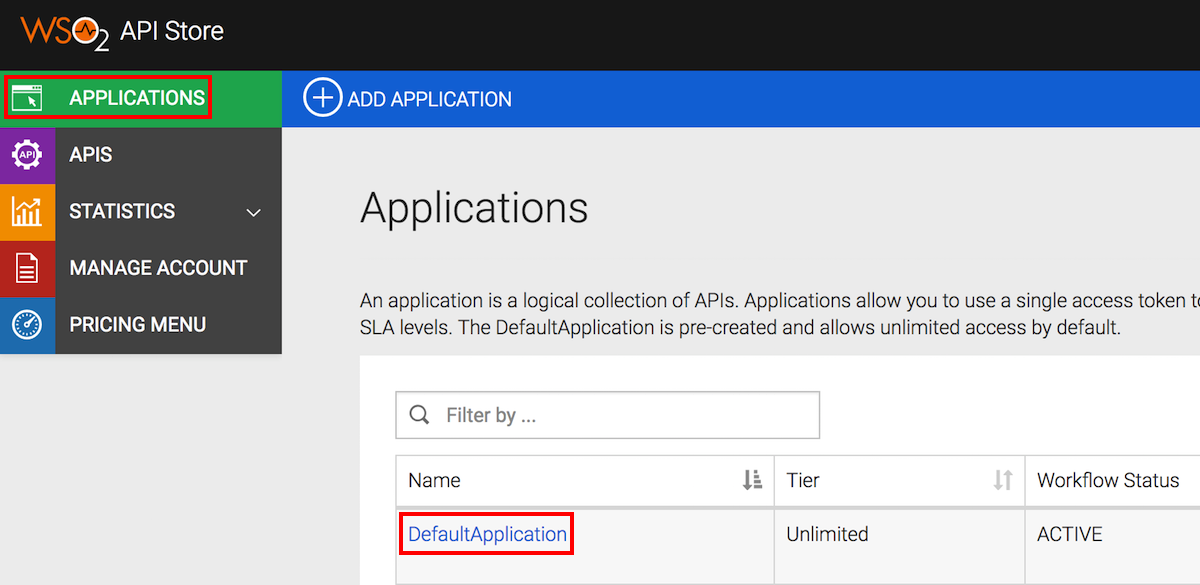 WSO2 API Store
APPLICATIONS
ADD APPLICATION
API
APIS
STATISTICS
MANAGE ACCOUNT
PRICING MENU
Applications
An application is a logical collection of APIs. Applications allow you to use a single access token to
SLA levels. The DefaultApplication is pre-created and allows unlimited access by default.
Filter by ...
Name Tier Workflow Status
DefaultApplication Unlimited ACTIVE